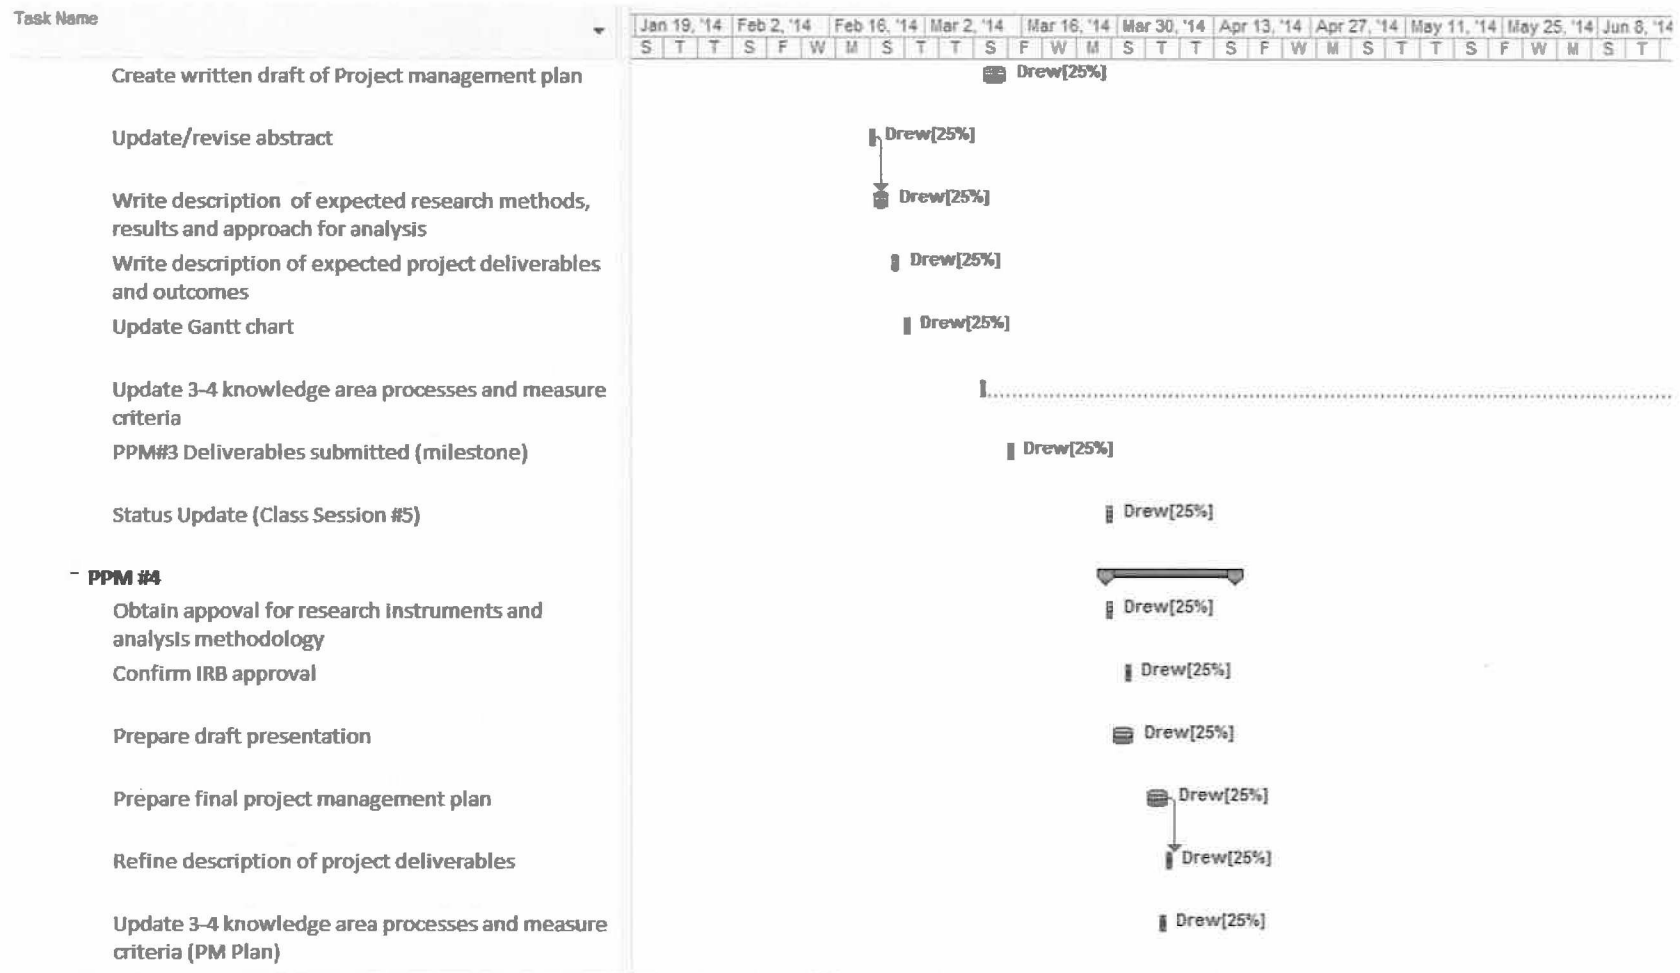 Task Name
Jan 19, '14 Feb 2, '14 Feb 16, '14 Mar 2, '14 Mar 16, '14 Mar 30, '14 Apr 13, '14 Apr 27, '14 May 11, '14 May 25, '14 Jun 8, '14
S T T S F W M S T T S F W M S T T S F W M S T T S F W M S T
Create written draft of Project management plan Drew[25%]
Update/revise abstract Drew[25%]
Write description of expected research methods, Drew[25%]
results and approach for analysis
Write description of expected project deliverables Drew[25%]
and outcomes
Update Gantt chart Drew[25%]
Update 3-4 knowledge area processes and measure
criteria
PPM#3 Deliverables submitted (milestone) Drew[25%]
Status Update (Class Session #5) Drew[25%]
- PPM #4
Obtain appoval for research instruments and Drew[25%]
analysis methodology
Confirm IRB approval Drew[25%]
Prepare draft presentation Drew[25%]
Prepare final project management plan Drew[25%]
Refine description of project deliverables Drew[25%]
Update 3-4 knowledge area processes and measure Drew[25%]
criteria (PM Plan)